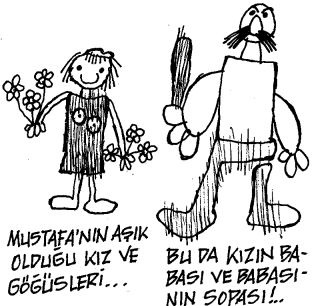 MUSTAFA'NIN AŞIK
OLDUĞU KIZ VE
GÖĞÜSLERİ...
BU DA KIZIN BA-
BASI VE BABASI-
NIN SOPASI!..